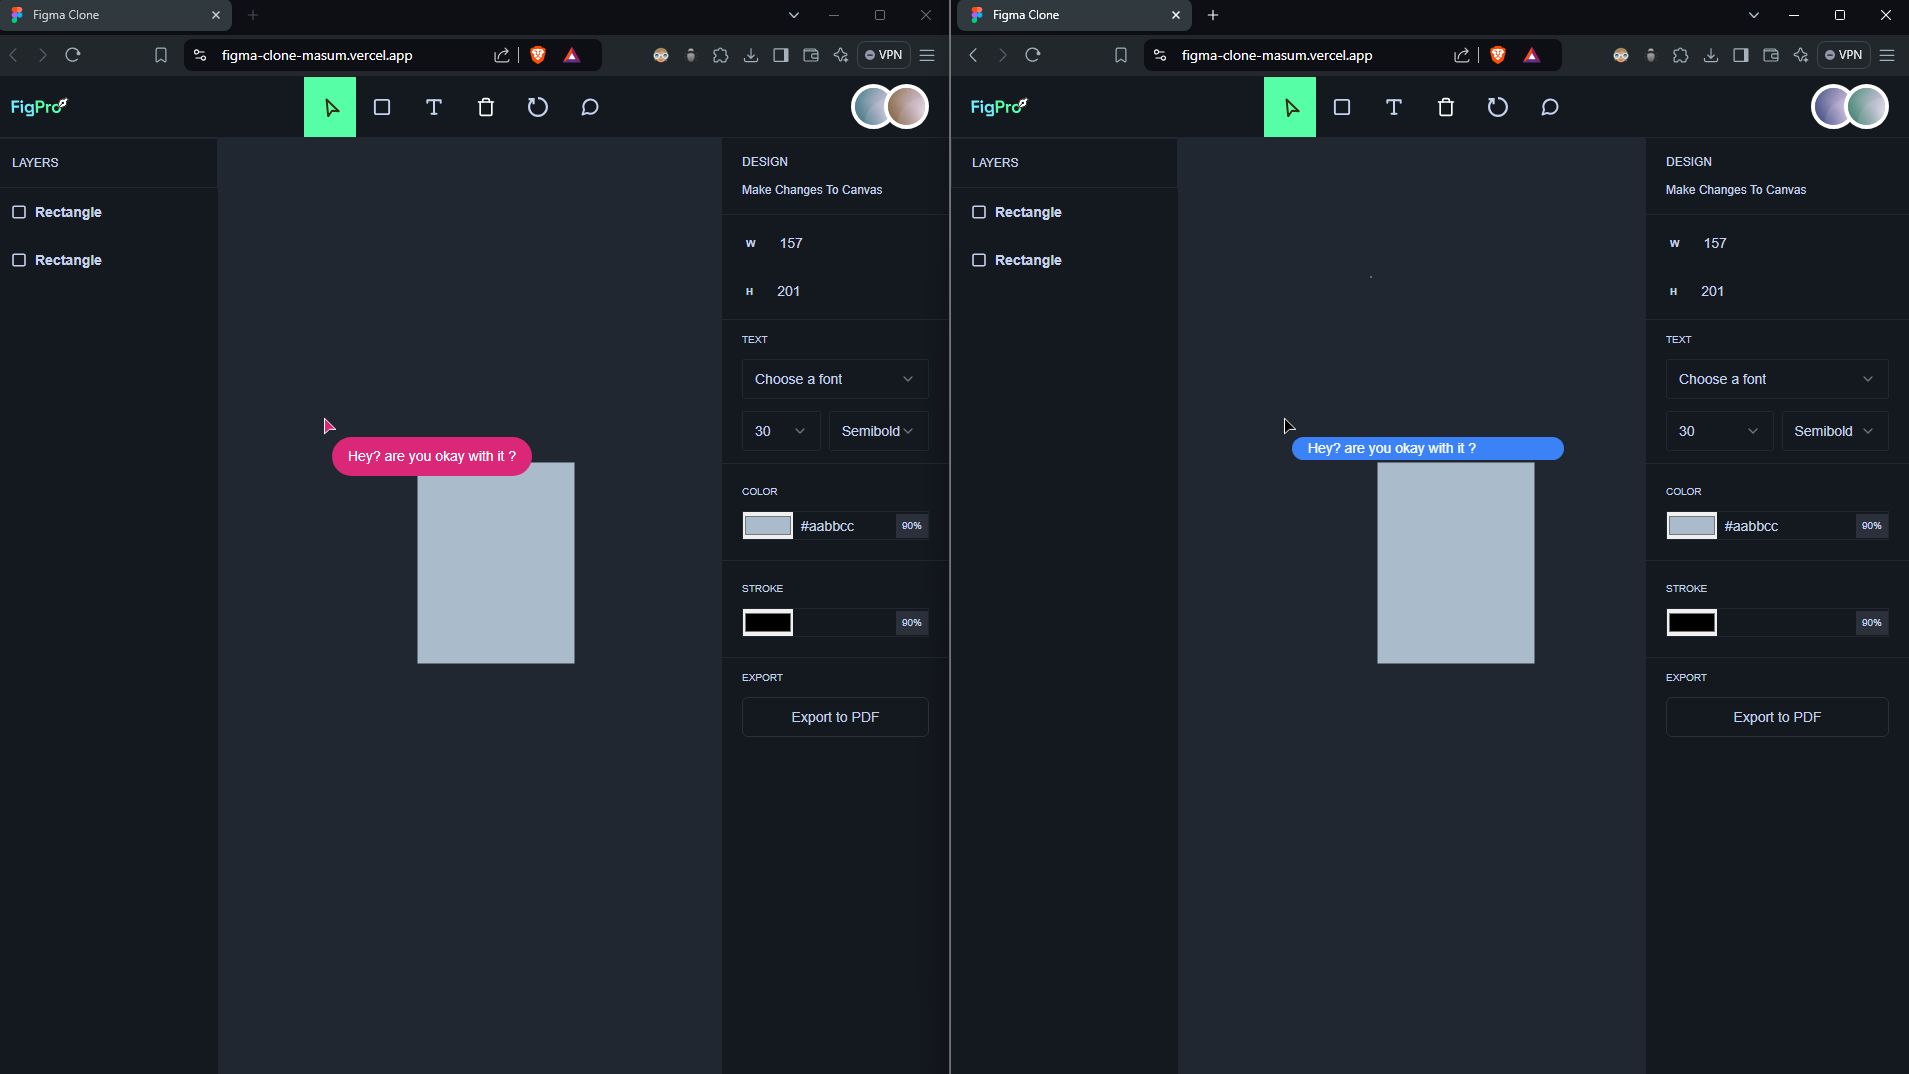 Figma Clone
figma-clone-masum.vercel.app
VPN
FigPro
LAYERS
Rectangle
Rectangle
Hey? are you okay with it ?
DESIGN
Make Changes To Canvas
W 157
H 201
TEXT
Choose a font
30 Semibold
COLOR
#aabbcc 90%
STROKE
90%
EXPORT
Export to PDF
Figma Clone
figma-clone-masum.vercel.app
VPN
FigPro
LAYERS
Rectangle
Rectangle
Hey? are you okay with it ?
DESIGN
Make Changes To Canvas
W 157
H 201
TEXT
Choose a font
30 Semibold
COLOR
#aabbcc 90%
STROKE
90%
EXPORT
Export to PDF